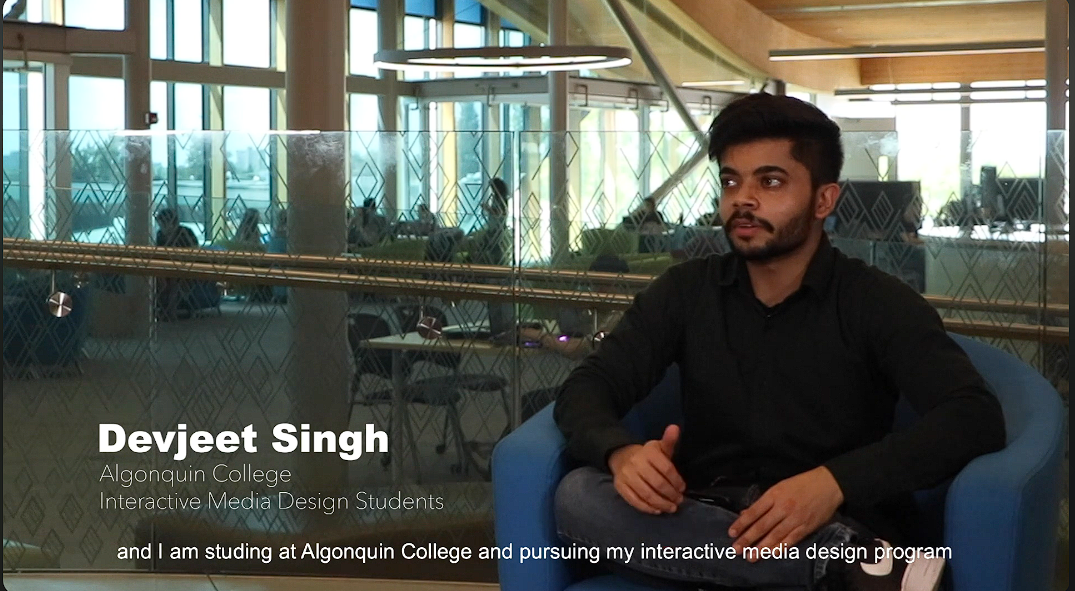 Devjeet Singh
Algonquin College
Interactive Media Design Students
and I am studing at Algonquin College and pursuing my interactive media design program